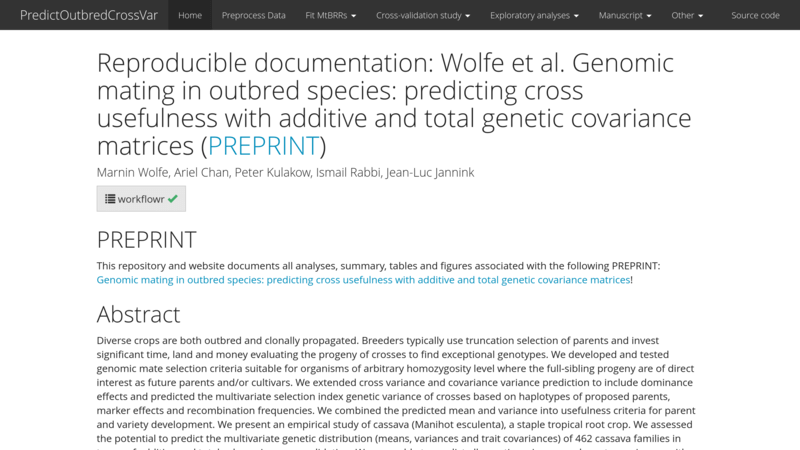 PredictOutbredCrossVar Home Preprocess Data Fit MtBRRs Cross-validation study Exploratory analyses Manuscript Other Source code
Reproducible documentation: Wolfe et al. Genomic
mating in outbred species: predicting cross
usefulness with additive and total genetic covariance
matrices (PREPRINT)
Marnin Wolfe, Ariel Chan, Peter Kulakow, Ismail Rabbi, Jean-Luc Jannink
workflowr
PREPRINT
This repository and website documents all analyses, summary, tables and figures associated with the following PREPRINT:
Genomic mating in outbred species: predicting cross usefulness with additive and total genetic covariance matrices!
Abstract
Diverse crops are both outbred and clonally propagated. Breeders typically use truncation selection of parents and invest
significant time, land and money evaluating the progeny of crosses to find exceptional genotypes. We developed and tested
genomic mate selection criteria suitable for organisms of arbitrary homozygosity level where the full-sibling progeny are of direct
interest as future parents and/or cultivars. We extended cross variance and covariance variance prediction to include dominance
effects and predicted the multivariate selection index genetic variance of crosses based on haplotypes of proposed parents,
marker effects and recombination frequencies. We combined the predicted mean and variance into usefulness criteria for parent
and variety development. We present an empirical study of cassava (Manihot esculenta), a staple tropical root crop. We assessed
the potential to predict the multivariate genetic distribution (means, variances and trait covariances) of 462 cassava families in